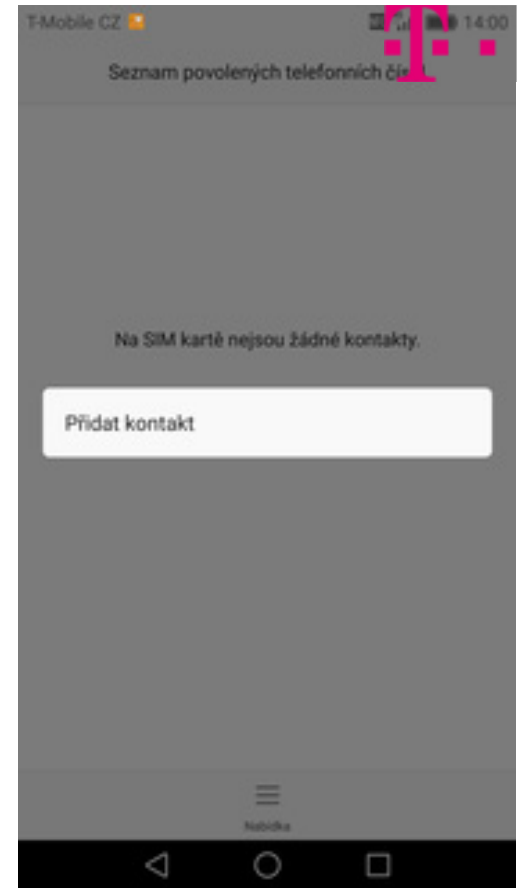 T-Mobile CZ
14:00
Seznam povolených telefonních
Na SIM kartě nejsou žádné kontakty.
Přidat kontakt
Nabídka